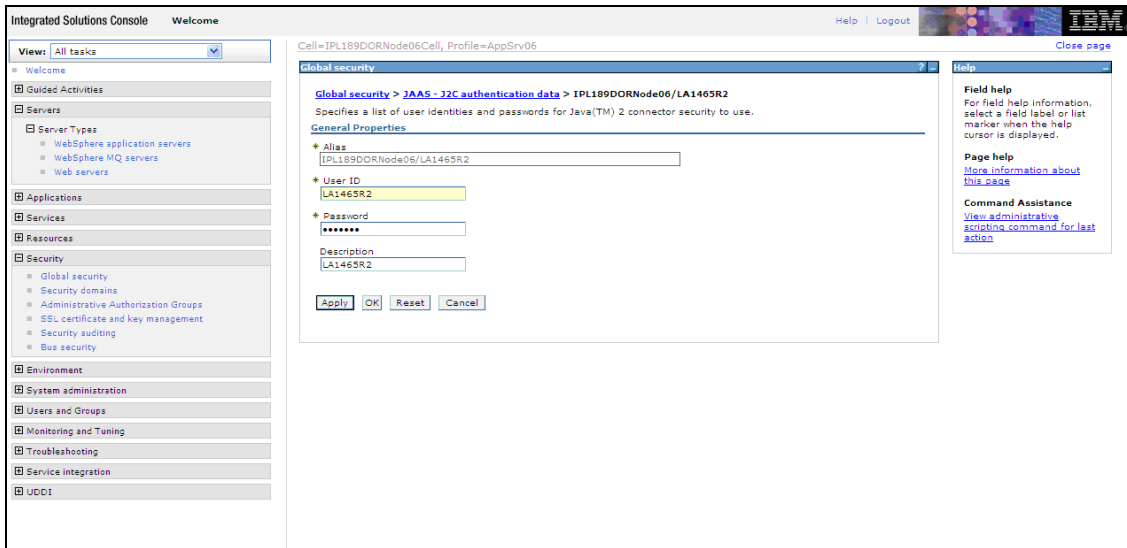 Integrated Solutions Console Welcome
Help | Logout
IBM.
View: All tasks
Welcome
Guided Activities
Servers
Server Types
WebSphere application servers
WebSphere MQ servers
Web servers
Applications
Services
Resources
Security
Global security
Security domains
Administrative Authorization Groups
SSL certificate and key management
Security auditing
Bus security
Environment
System administration
Users and Groups
Monitoring and Tuning
Troubleshooting
Service integration
UDDI
Cell=IPL189DORNode06Cell, Profile=AppSrv06
Close page
Global security ? –
Global security > JAAS - J2C authentication data > IPL189DORNode06/LA1465R2
Specifies a list of user identities and passwords for Java(TM) 2 connector security to use.
General Properties
* Alias
IPL189DORNode06/LA1465R2
* User ID
LA1465R2
* Password
•••••••
Description
LA1465R2
Apply OK Reset Cancel
Help –
Field help
For field help information,
select a field label or list
marker when the help
cursor is displayed.
Page help
More information about
this page
Command Assistance
View administrative
scripting command for last
action